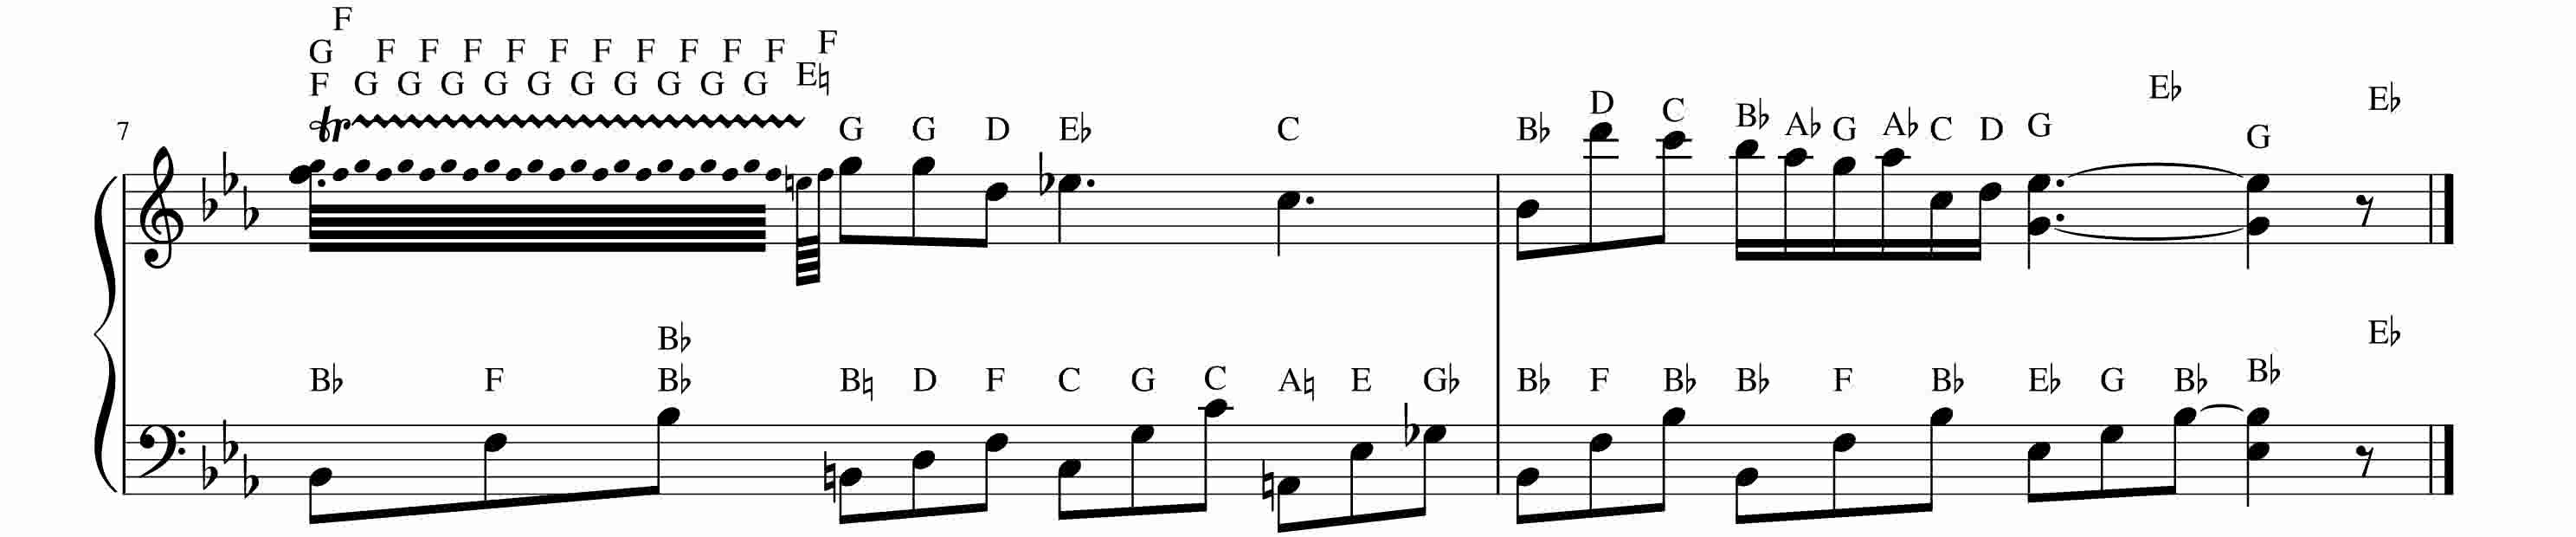 F
G F F F F F F F F F F F
F G G G G G G G G G G E♮
tr
7 G G D E♭ C B♭ D C B♭ A♭ G A♭ C D G E♭ G E♭
B♭ E♭
B♭ F B♭ B♮ D F C G C A♮ E G♭ B♭ F B♭ B♭ F B♭ E♭ G B♭ B♭